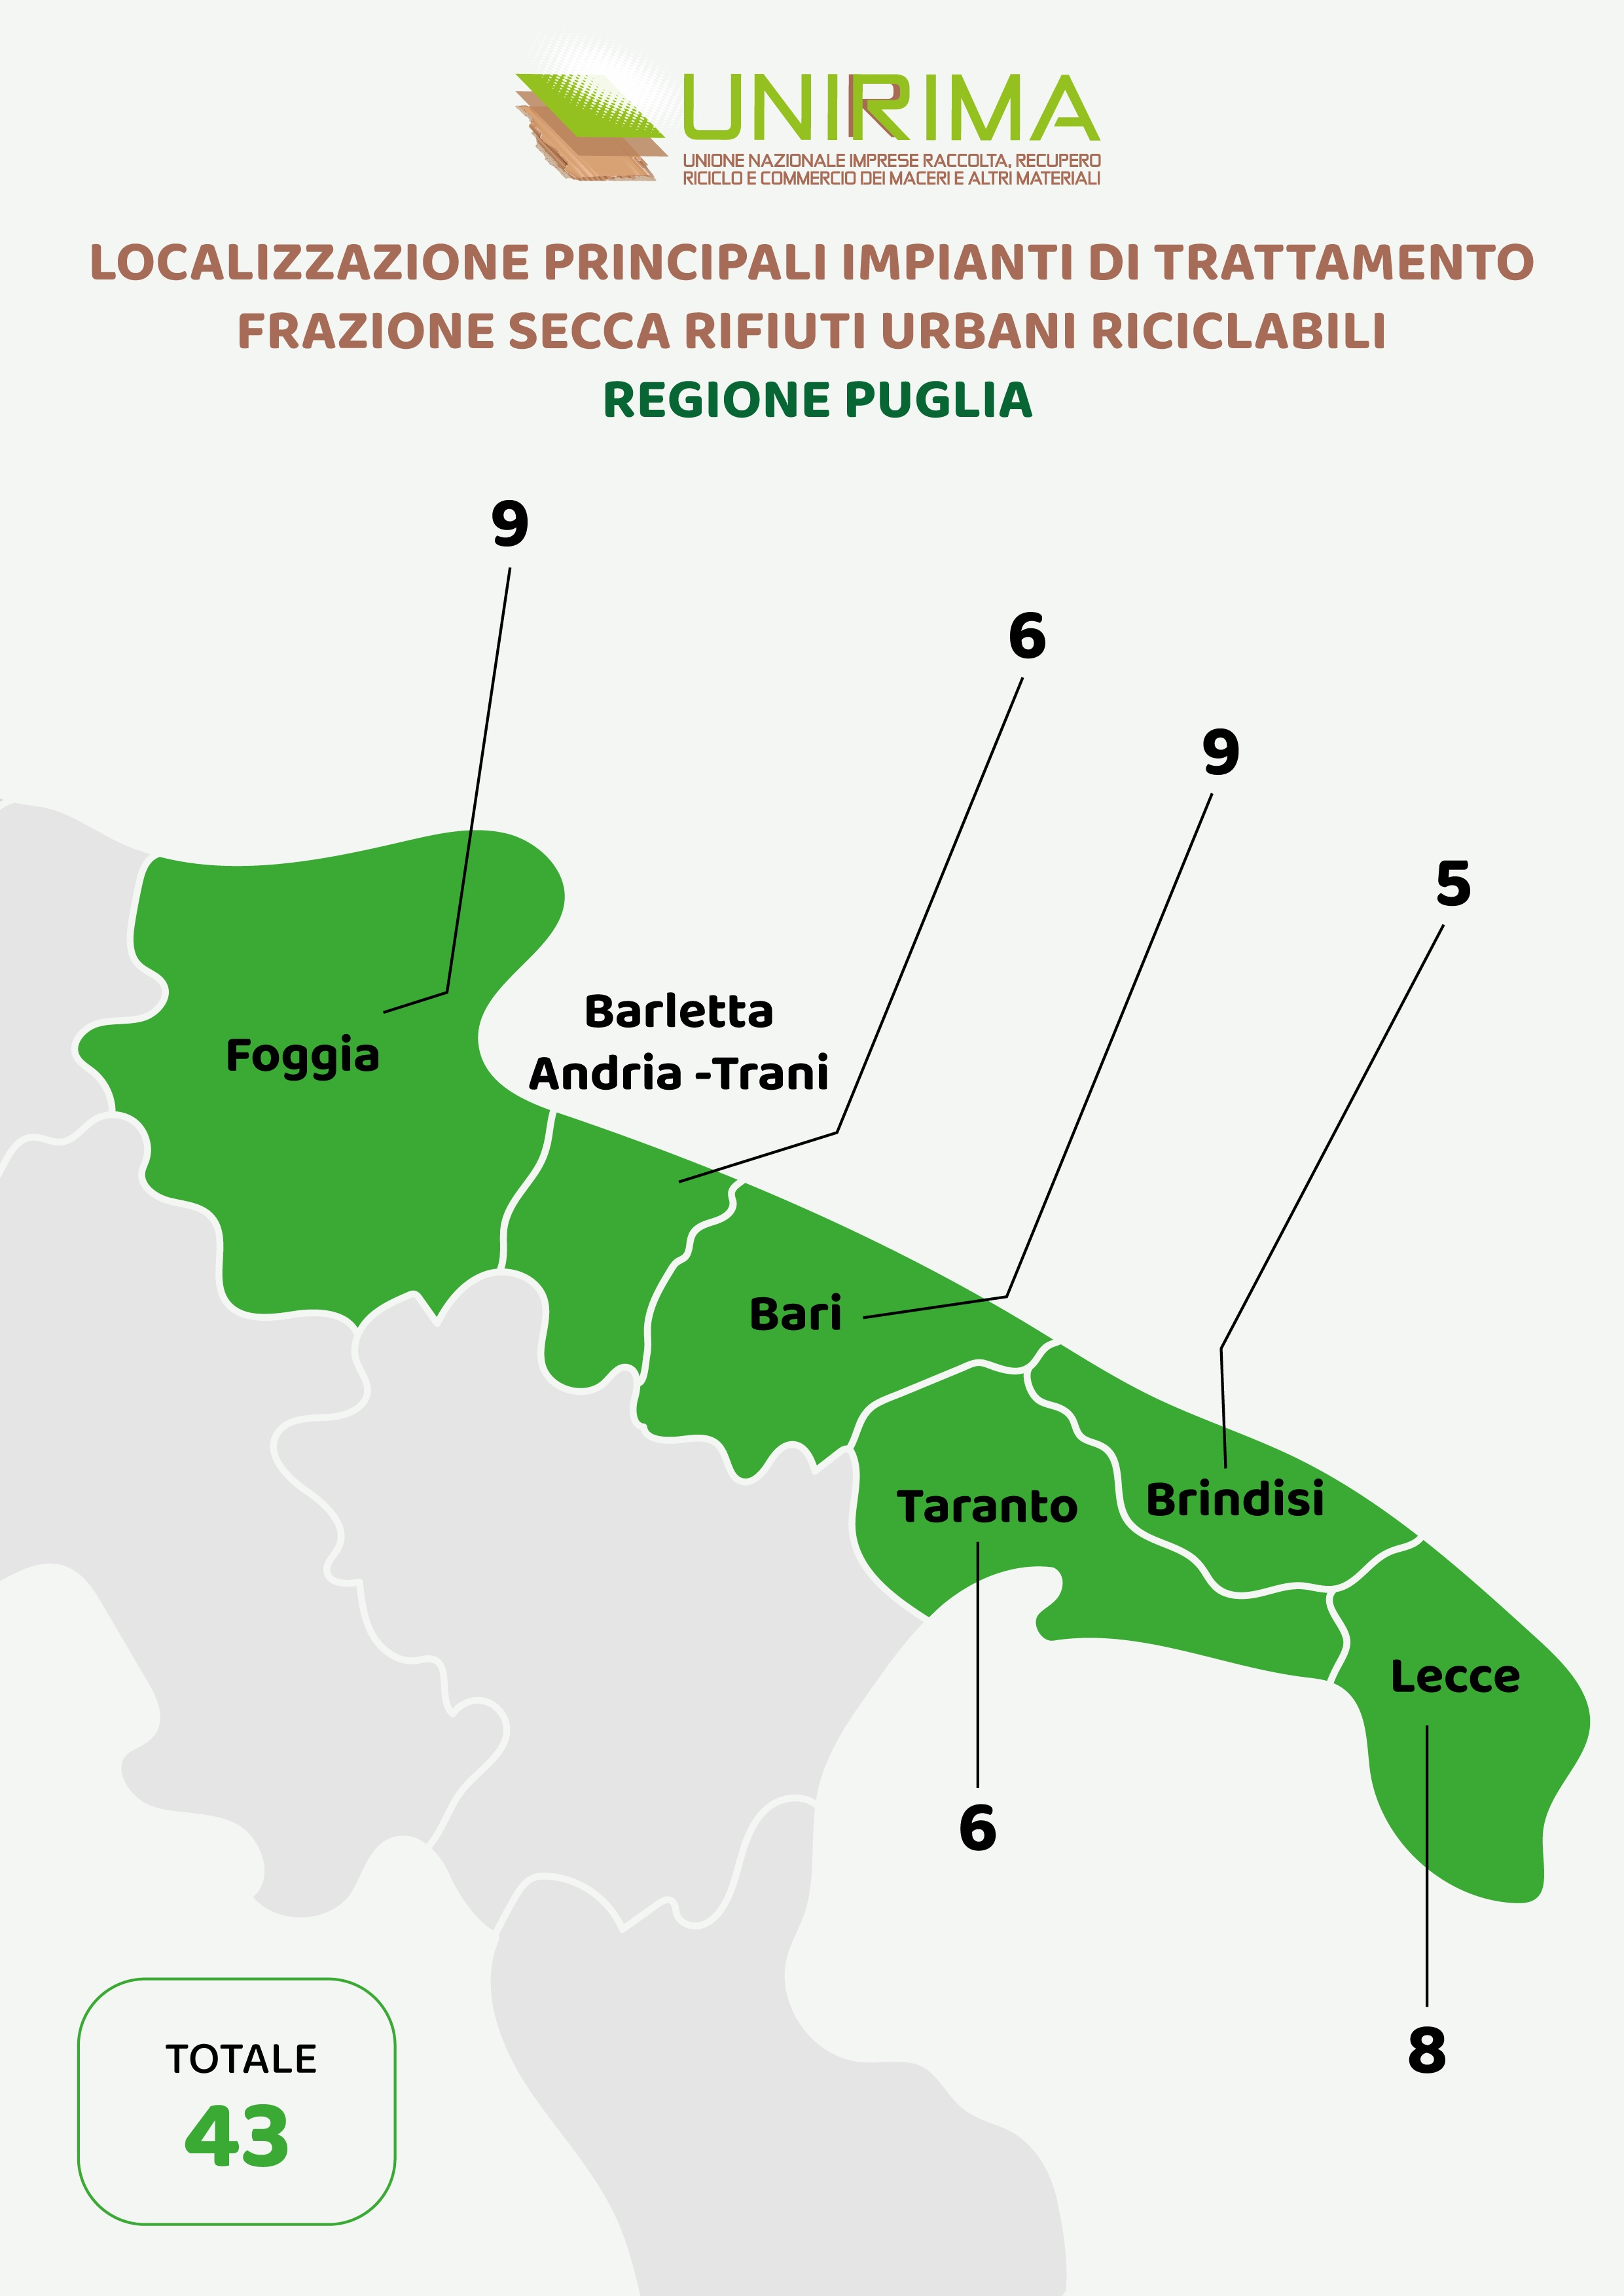 UNIRIMA
UNIONE NAZIONALE IMPRESE RACCOLTA, RECUPERO
RICICLO E COMMERCIO DEI MACERI E ALTRI MATERIALI
LOCALIZZAZIONE PRINCIPALI IMPIANTI DI TRATTAMENTO
FRAZIONE SECCA RIFIUTI URBANI RICICLABILI
REGIONE PUGLIA
9
6
9
5
Barletta
Andria -Trani
Foggia
Bari
Taranto
Brindisi
Lecce
6
8
TOTALE
43